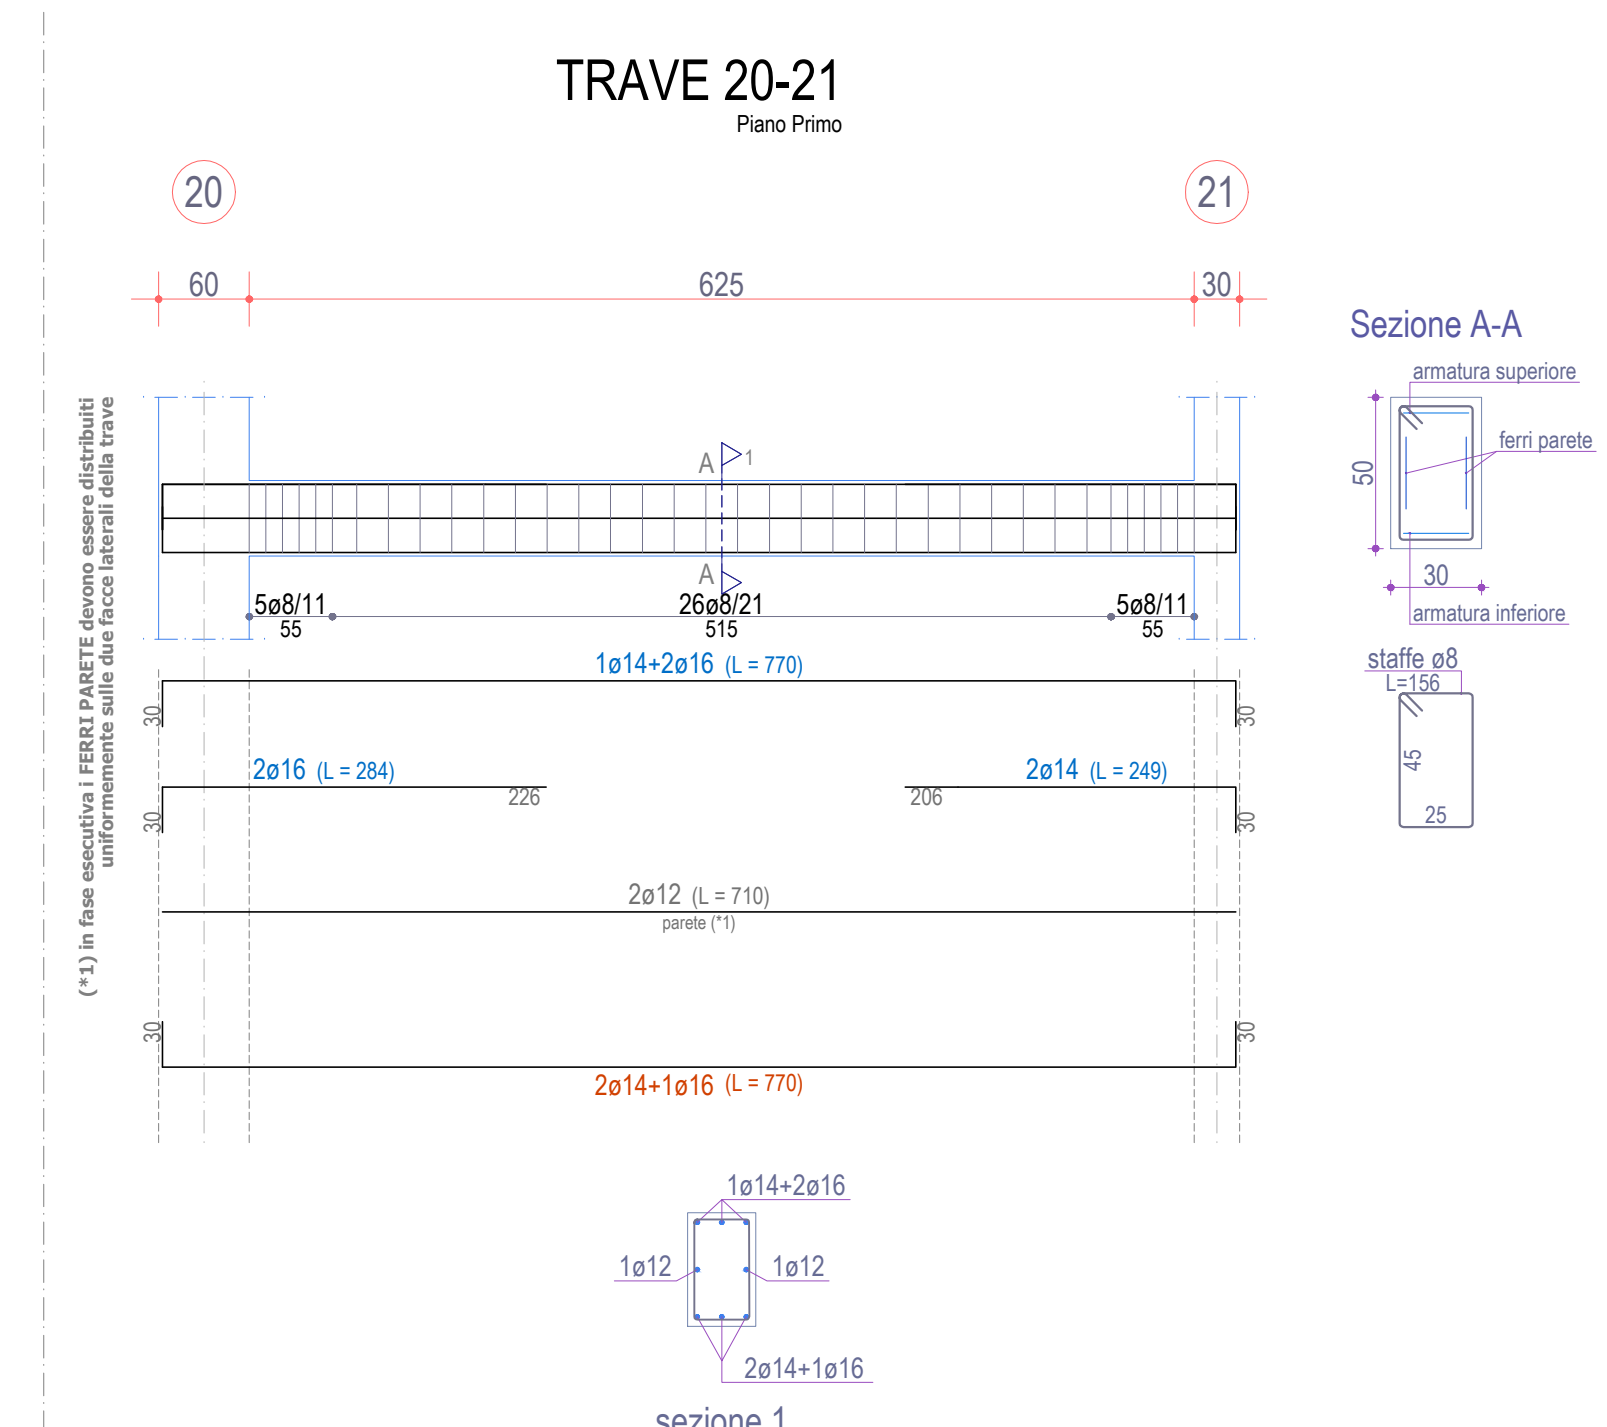 TRAVE 20-21
Piano Primo
20
21
60
625
30
Sezione A-A
armatura superiore
ferri parete
50
30
armatura inferiore
staffe ø8
L=156
45
25
(*1) in fase esecutiva i FERRI PARETE devono essere distribuiti
uniformemente sulle due facce laterali della trave
A
1
A
5ø8/11
26ø8/21
5ø8/11
55
515
55
1ø14+2ø16 (L = 770)
30
30
2ø16 (L = 284)
2ø14 (L = 249)
226
206
30
30
2ø12 (L = 710)
parete (*1)
30
30
2ø14+1ø16 (L = 770)
1ø14+2ø16
1ø12
1ø12
2ø14+1ø16
sezione 1